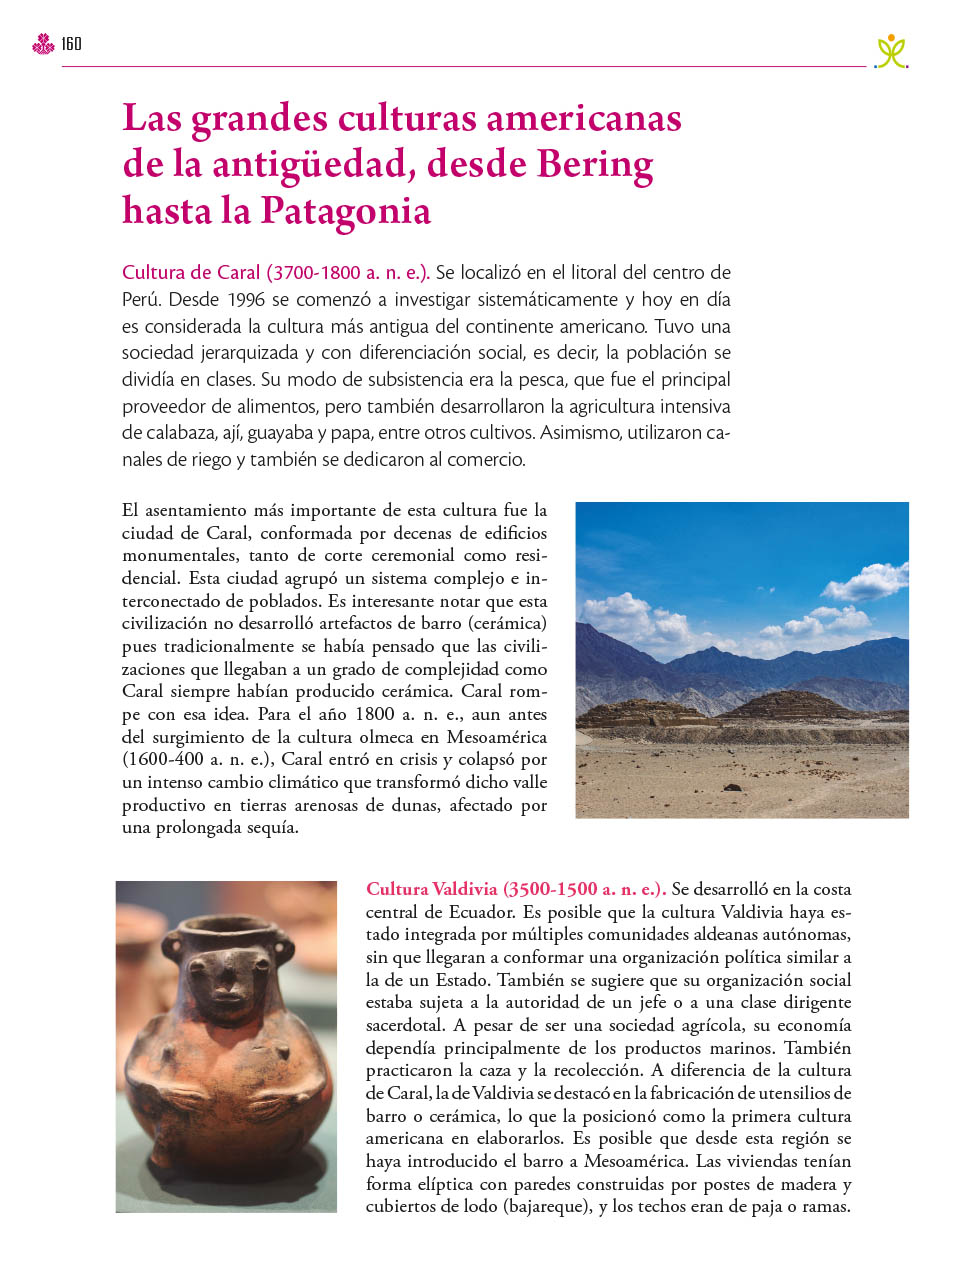 160
Las grandes culturas americanas
de la antigüedad, desde Bering
hasta la Patagonia
Cultura de Caral (3700-1800 a. n. e.). Se localizó en el litoral del centro de
Perú. Desde 1996 se comenzó a investigar sistemáticamente y hoy en día
es considerada la cultura más antigua del continente americano. Tuvo una
sociedad jerarquizada y con diferenciación social, es decir, la población se
dividía en clases. Su modo de subsistencia era la pesca, que fue el principal
proveedor de alimentos, pero también desarrollaron la agricultura intensiva
de calabaza, ají, guayaba y papa, entre otros cultivos. Asimismo, utilizaron ca-
nales de riego y también se dedicaron al comercio.
El asentamiento más importante de esta cultura fue la
ciudad de Caral, conformada por decenas de edificios
monumentales, tanto de corte ceremonial como resi-
dencial. Esta ciudad agrupó un sistema complejo e in-
terconectado de poblados. Es interesante notar que esta
civilización no desarrolló artefactos de barro (cerámica)
pues tradicionalmente se había pensado que las civili-
zaciones que llegaban a un grado de complejidad como
Caral siempre habían producido cerámica. Caral rom-
pe con esa idea. Para el año 1800 a. n. e., aun antes
del surgimiento de la cultura olmeca en Mesoamérica
(1600-400 a. n. e.), Caral entró en crisis y colapsó por
un intenso cambio climático que transformó dicho valle
productivo en tierras arenosas de dunas, afectado por
una prolongada sequía.
Cultura Valdivia (3500-1500 a. n. e.). Se desarrolló en la costa
central de Ecuador. Es posible que la cultura Valdivia haya es-
tado integrada por múltiples comunidades aldeanas autónomas,
sin que llegaran a conformar una organización política similar a
la de un Estado. También se sugiere que su organización social
estaba sujeta a la autoridad de un jefe o a una clase dirigente
sacerdotal. A pesar de ser una sociedad agrícola, su economía
dependía principalmente de los productos marinos. También
practicaron la caza y la recolección. A diferencia de la cultura
de Caral, la de Valdivia se destacó en la fabricación de utensilios de
barro o cerámica, lo que la posicionó como la primera cultura
americana en elaborarlos. Es posible que desde esta región se
haya introducido el barro a Mesoamérica. Las viviendas tenían
forma elíptica con paredes construidas por postes de madera y
cubiertos de lodo (bajareque), y los techos eran de paja o ramas.